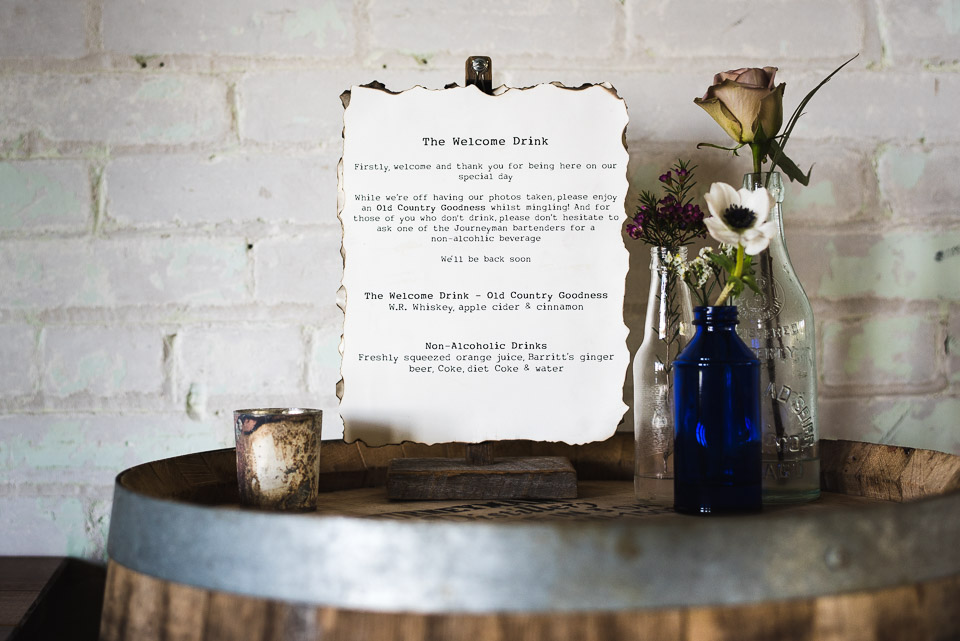 The Welcome Drink
Firstly, welcome and thank you for being here on our
special day
While we're off having our photos taken, please enjoy
an Old Country Goodness whilst mingling! And for
those of you who don't drink, please don't hesitate to
ask one of the Journeyman bartenders for a
non-alcohlic beverage
We'll be back soon
The Welcome Drink - Old Country Goodness
W.R. Whiskey, apple cider & cinnamon
Non-Alcoholic Drinks
Freshly squeezed orange juice, Barritt's ginger
beer, Coke, diet Coke & water